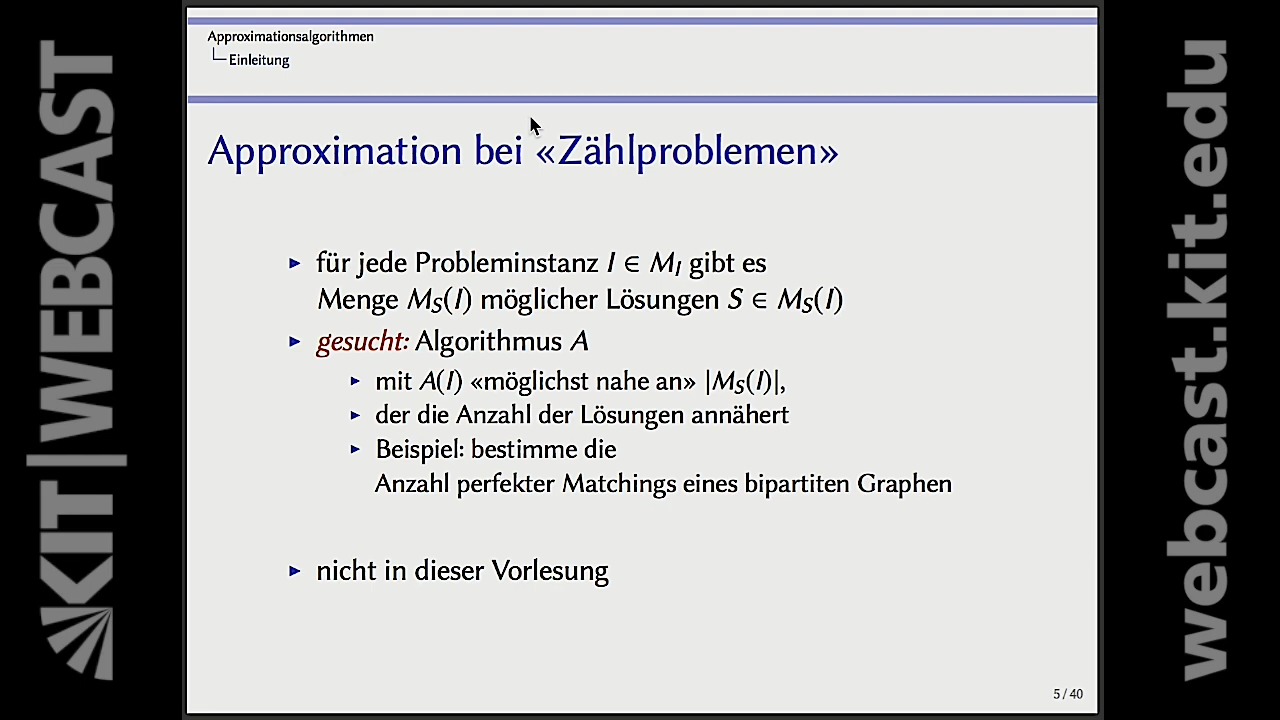 Approximationsalgorithmen
Einleitung
Approximation bei «Zählproblemen»
für jede Probleminstanz I ∈ M_I gibt es
Menge M_S(I) möglicher Lösungen S ∈ M_S(I)
gesucht: Algorithmus A
mit A(I) «möglichst nahe an» |M_S(I)|,
der die Anzahl der Lösungen annähert
Beispiel: bestimme die
Anzahl perfekter Matchings eines bipartiten Graphen
nicht in dieser Vorlesung
5 / 40
KIT | WEBCAST
webcast.kit.edu